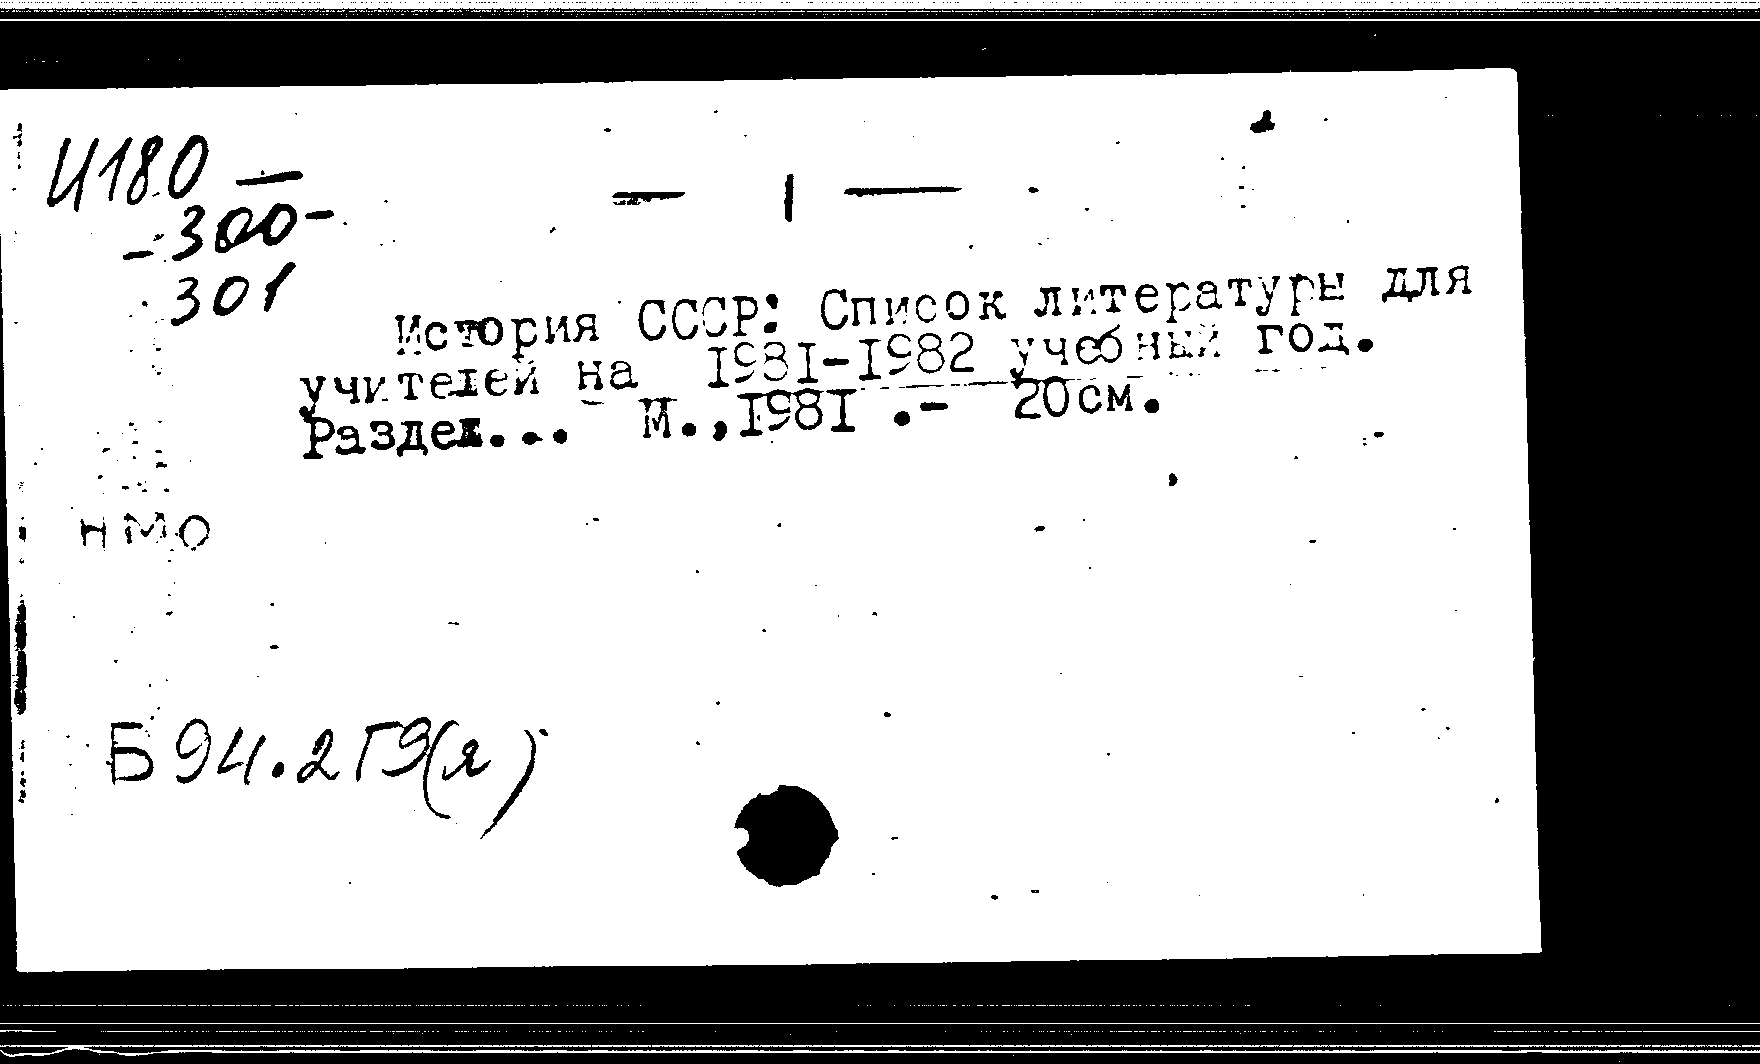 И180 —
— I —
-300-
301
История СССР: Список литературы для
учителей на 1981-1982 учебный год.
Раздел... М.,1981 .- 20см.
НМО
Б94.2Г9(я)